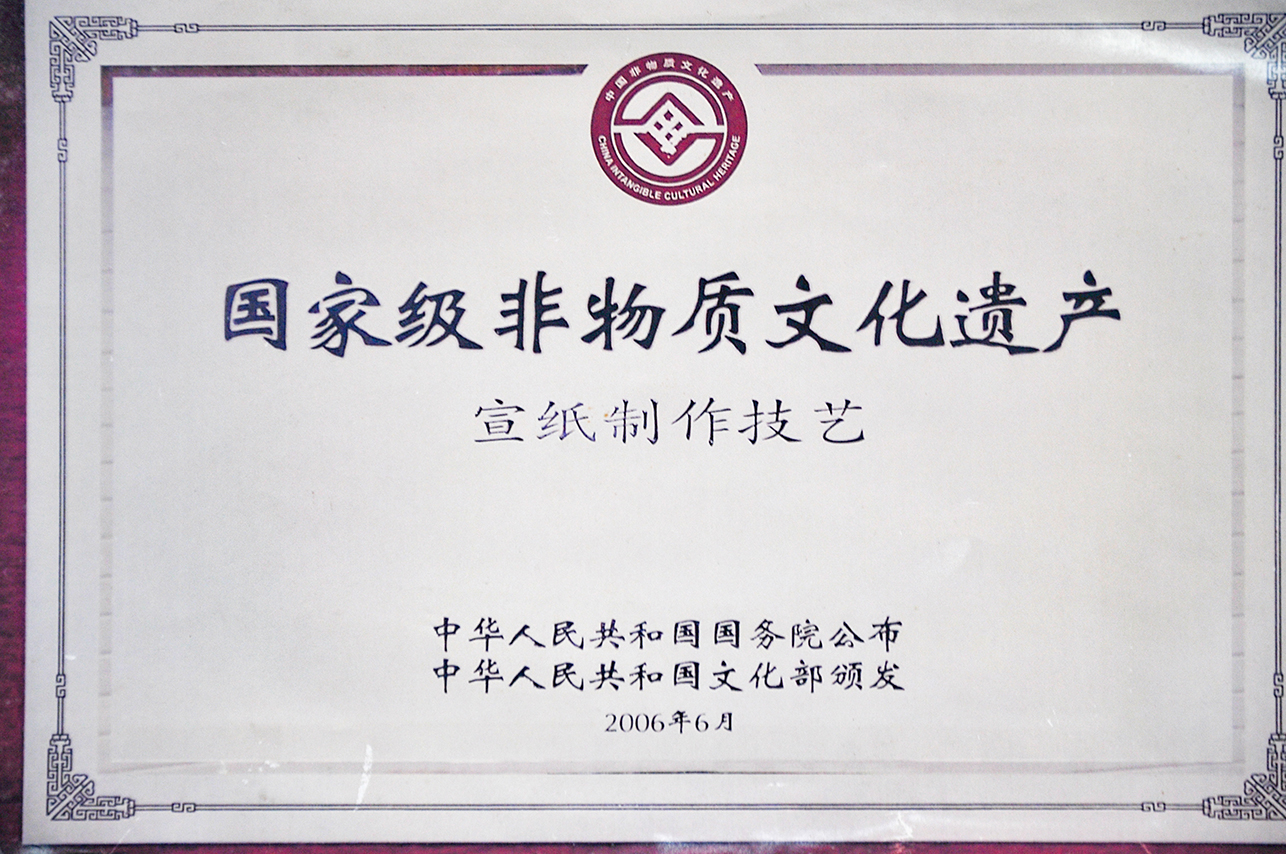 中国非物质文化遗产
CHINA INTANGIBLE CULTURAL HERITAGE
国家级非物质文化遗产
宣纸制作技艺
中华人民共和国国务院公布
中华人民共和国文化部颁发
2006年6月